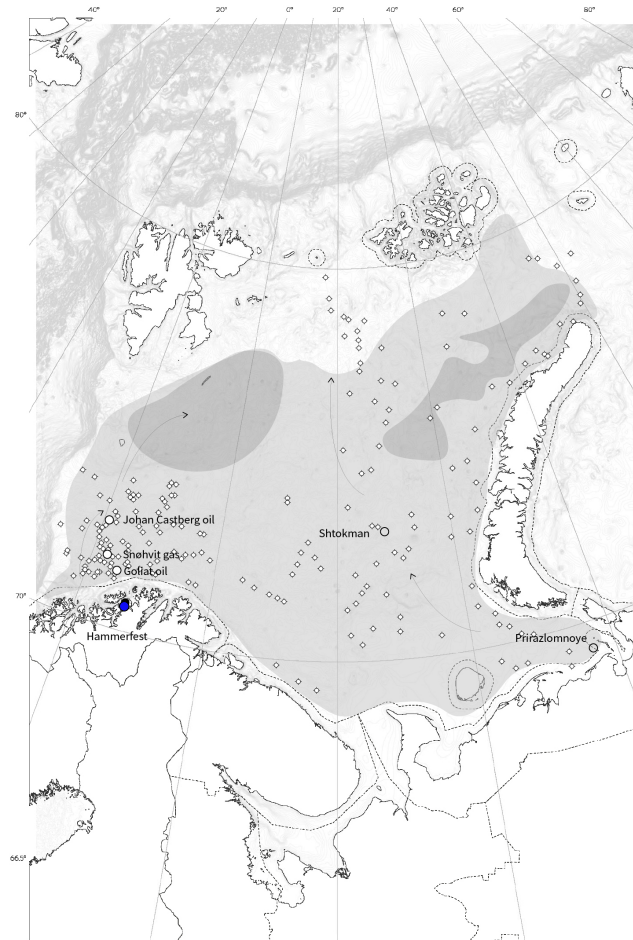 40° 20° 0° 20° 40° 60° 80°
80°
Johan Castberg oil
Shtokman
Snøhvit gas
Goliat oil
70°
Hammerfest
Prirazlomnoye
66.5°